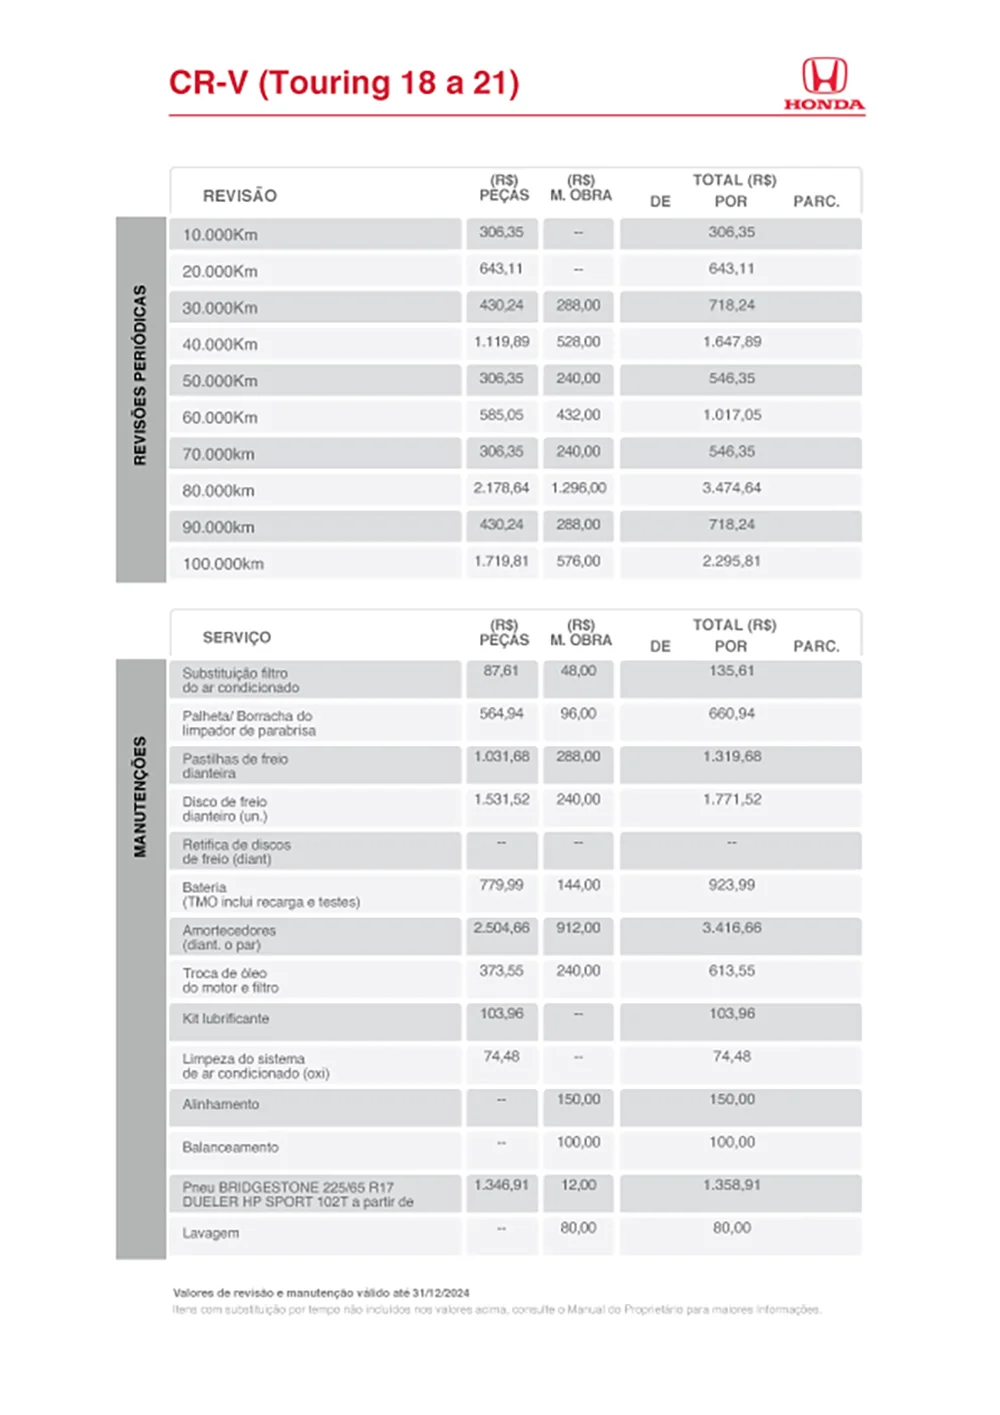 CR-V (Touring 18 a 21)
HONDA
REVISÃO
(R$) PEÇAS
(R$) M. OBRA
TOTAL (R$)
DE POR PARC.
REVISÕES PERIÓDICAS
10.000Km 306,35 -- 306,35
20.000Km 643,11 -- 643,11
30.000Km 430,24 288,00 718,24
40.000Km 1.119,89 528,00 1.647,89
50.000Km 306,35 240,00 546,35
60.000Km 585,05 432,00 1.017,05
70.000km 306,35 240,00 546,35
80.000km 2.178,64 1.296,00 3.474,64
90.000km 430,24 288,00 718,24
100.000km 1.719,81 576,00 2.295,81
SERVIÇO
(R$) PEÇAS
(R$) M. OBRA
TOTAL (R$)
DE POR PARC.
MANUTENÇÕES
Substituição filtro
do ar condicionado 87,61 48,00 135,61
Palheta/ Borracha do
limpador de parabrisa 564,94 96,00 660,94
Pastilhas de freio
dianteira 1.031,68 288,00 1.319,68
Disco de freio
dianteiro (un.) 1.531,52 240,00 1.771,52
Retifica de discos
de freio (diant) -- -- --
Bateria
(TMO inclui recarga e testes) 779,99 144,00 923,99
Amortecedores
(diant. o par) 2.504,66 912,00 3.416,66
Troca de óleo
do motor e filtro 373,55 240,00 613,55
Kit lubrificante 103,96 -- 103,96
Limpeza do sistema
de ar condicionado (oxi) 74,48 -- 74,48
Alinhamento -- 150,00 150,00
Balanceamento -- 100,00 100,00
Pneu BRIDGESTONE 225/65 R17
DUELER HP SPORT 102T a partir de 1.346,91 12,00 1.358,91
Lavagem -- 80,00 80,00
Valores de revisão e manutenção válido até 31/12/2024
Itens com substituição por tempo não incluídos nos valores acima, consulte o Manual do Proprietário para maiores informações.